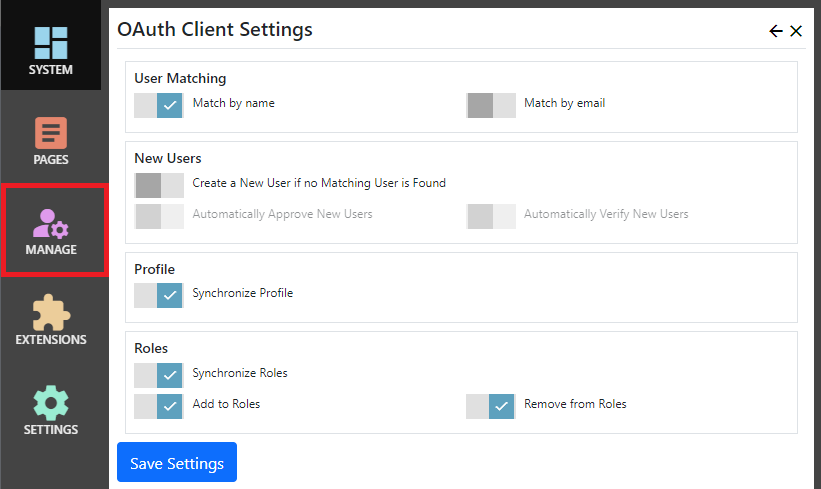 SYSTEM
PAGES
MANAGE
EXTENSIONS
SETTINGS
OAuth Client Settings
User Matching
Match by name
Match by email
New Users
Create a New User if no Matching User is Found
Automatically Approve New Users
Automatically Verify New Users
Profile
Synchronize Profile
Roles
Synchronize Roles
Add to Roles
Remove from Roles
Save Settings